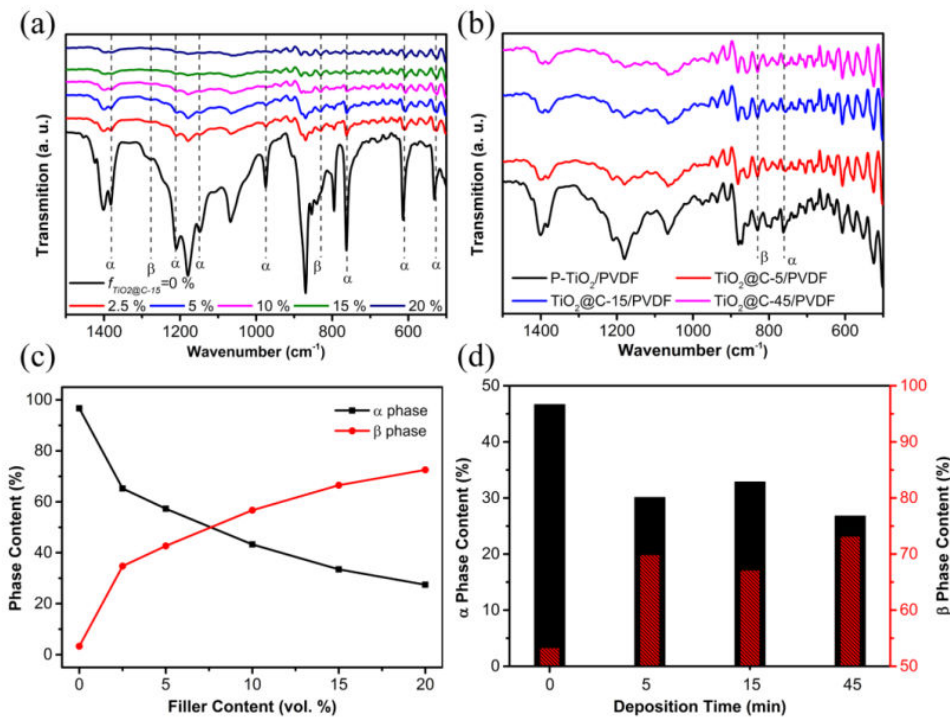 (a)
Transmition (a. u.)
α β α α α β α α α
f_TiO2@C-15=0 %
2.5 % 5 % 10 % 15 % 20 %
1400 1200 1000 800 600
Wavenumber (cm⁻¹)
(b)
Transmition (a. u.)
β α
P-TiO₂/PVDF TiO₂@C-5/PVDF
TiO₂@C-15/PVDF TiO₂@C-45/PVDF
1400 1200 1000 800 600
Wavenumber (cm⁻¹)
(c)
Phase Content (%)
100
80
60
40
20
0
α phase
β phase
0 5 10 15 20
Filler Content (vol. %)
(d)
α Phase Content (%)
50
40
30
20
10
0
0 5 15 45
Deposition Time (min)
100
90
80
70
60
50
β Phase Content (%)